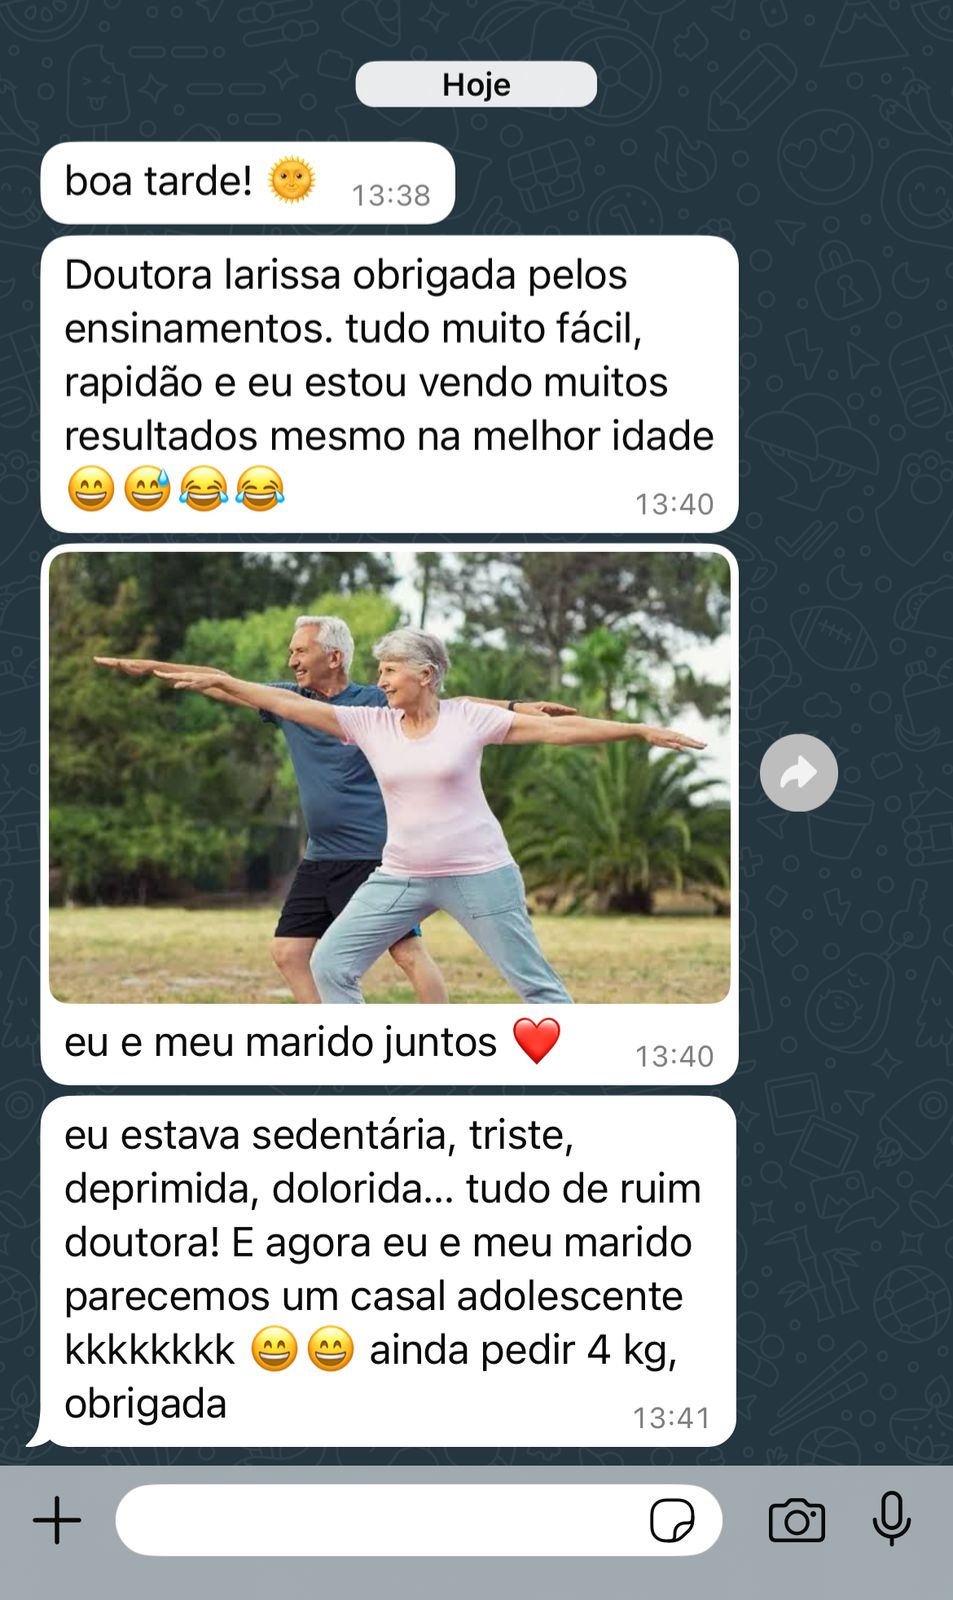 Hoje
boa tarde! 🌞 13:38
Doutora larissa obrigada pelos
ensinamentos. tudo muito fácil,
rapidão e eu estou vendo muitos
resultados mesmo na melhor idade
😄😅😂😂 13:40
eu e meu marido juntos ❤️ 13:40
eu estava sedentária, triste,
deprimida, dolorida... tudo de ruim
doutora! E agora eu e meu marido
parecemos um casal adolescente
kkkkkkkk 😄😄 ainda pedir 4 kg,
obrigada 13:41